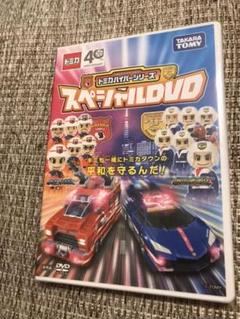 トミカ 40
TAKARA TOMY
トミカハイパーシリーズ
スペシャルDVD
きみも一緒にトミカタウンの
平和を守るんだ!!
DVD